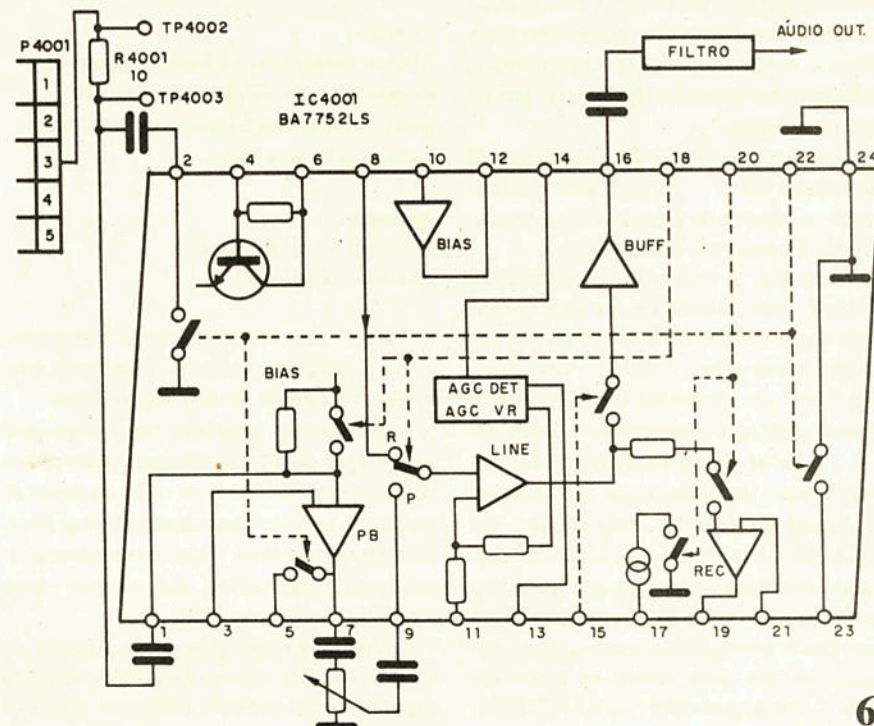 P4001
1
2
3
4
5
TP4002
R4001
10
TP4003
IC4001
BA7752LS
FILTRO
AUDIO OUT.
2 4 6 8 10 12 14 16 18 20 22 24
BIAS
BUFF
BIAS
AGC DET
AGC VR
R
P
LINE
PB
REC
1 3 5 7 9 11 13 15 17 19 21 23
6